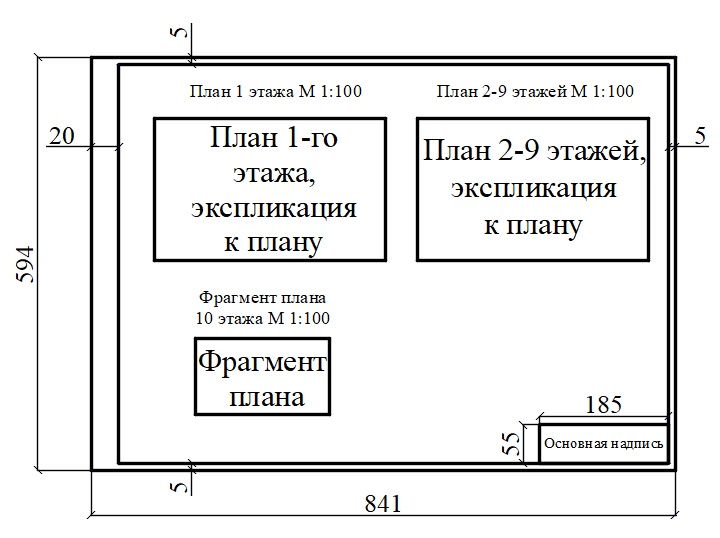 5
План 1 этажа М 1:100
План 2-9 этажей М 1:100
20
5
План 1-го
этажа,
экспликация
к плану
План 2-9 этажей,
экспликация
к плану
594
Фрагмент плана
10 этажа М 1:100
Фрагмент
плана
185
55
Основная надпись
5
841